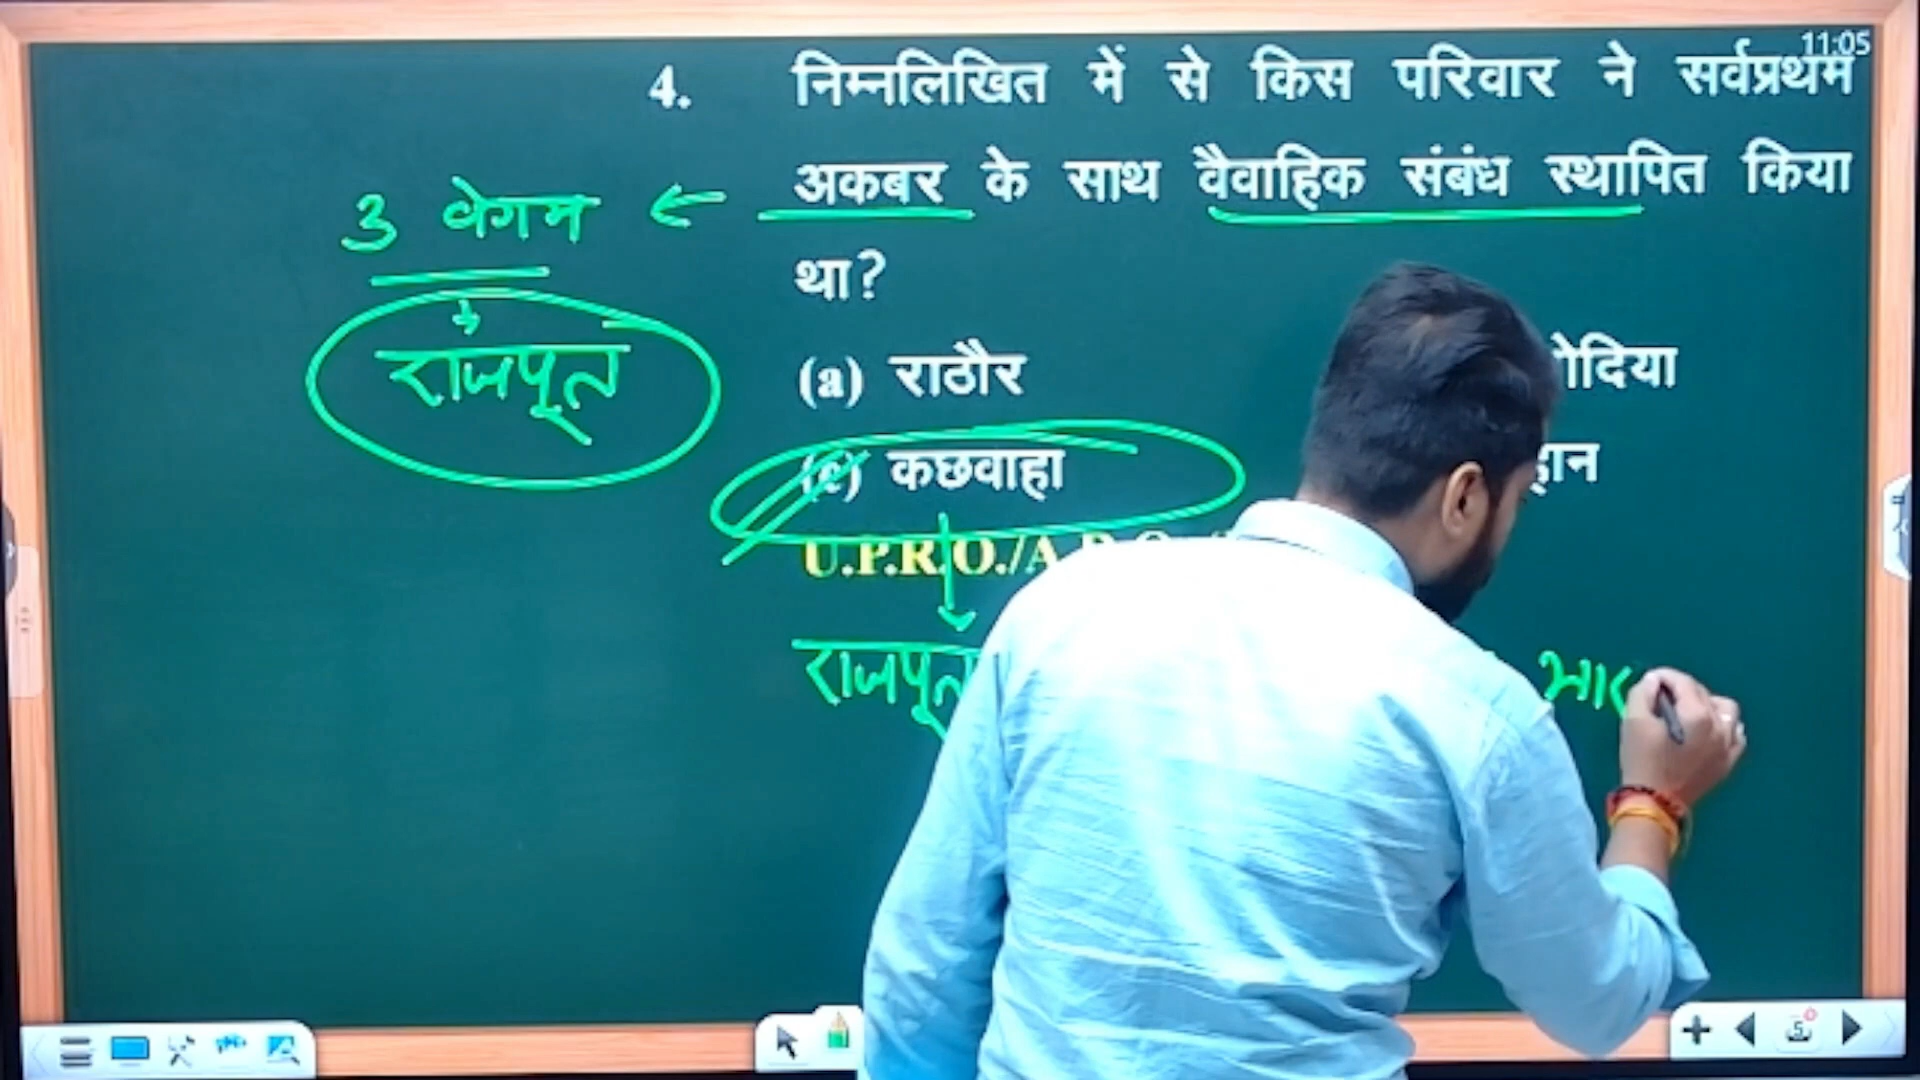 11:05
4. निम्नलिखित में से किस परिवार ने सर्वप्रथम
अकबर के साथ वैवाहिक संबंध स्थापित किया
था?
3 बेगम
राजपूत
(a) राठौर
(c) कछवाहा
U.P.R.O./A
राजपूत